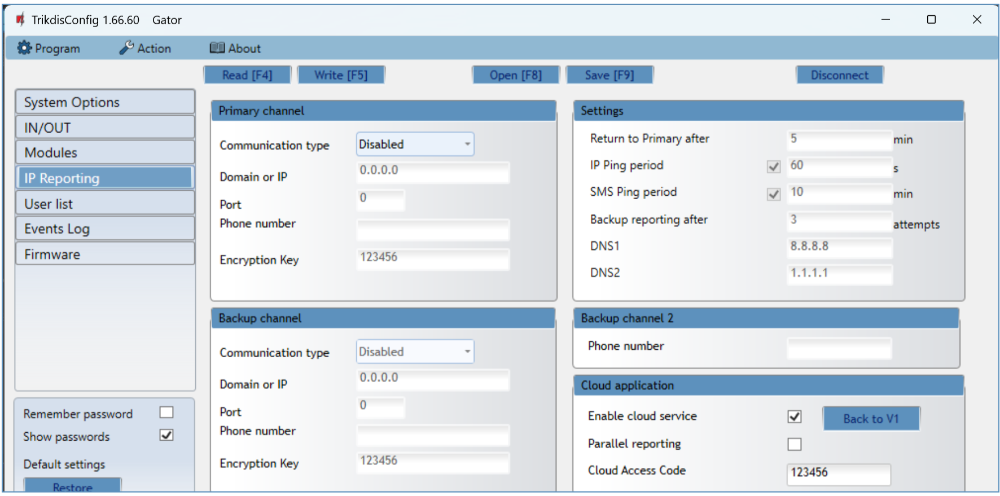 TrikdisConfig 1.66.60 Gator
Program Action About
Read [F4] Write [F5] Open [F8] Save [F9] Disconnect
System Options
IN/OUT
Modules
IP Reporting
User list
Events Log
Firmware
Remember password
Show passwords
Default settings
Restore
Primary channel
Communication type Disabled
Domain or IP 0.0.0.0
Port 0
Phone number
Encryption Key 123456
Backup channel
Communication type Disabled
Domain or IP 0.0.0.0
Port 0
Phone number
Encryption Key 123456
Settings
Return to Primary after 5 min
IP Ping period 60 s
SMS Ping period 10 min
Backup reporting after 3 attempts
DNS1 8.8.8.8
DNS2 1.1.1.1
Backup channel 2
Phone number
Cloud application
Enable cloud service Back to V1
Parallel reporting
Cloud Access Code 123456